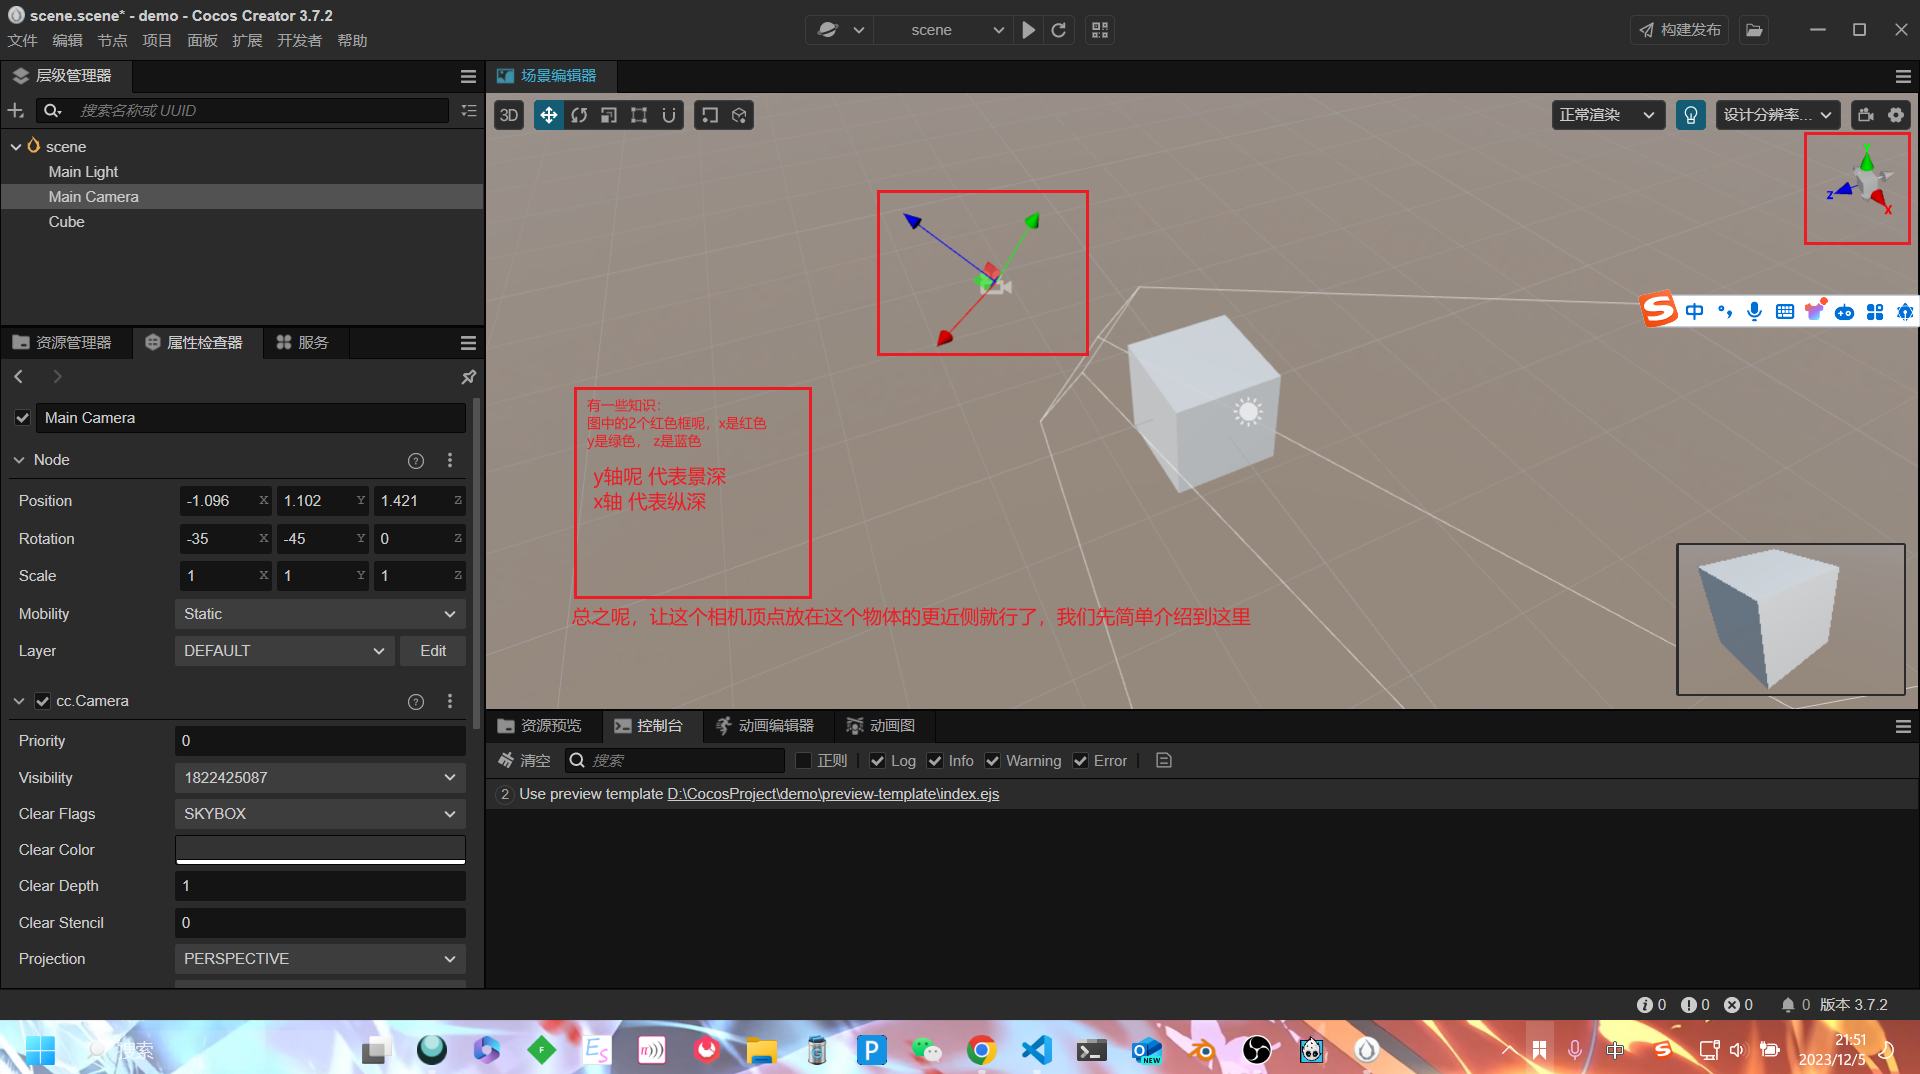 scene.scene* - demo - Cocos Creator 3.7.2
文件 编辑 节点 项目 面板 扩展 开发者 帮助
scene
构建发布
层级管理器
搜索名称或 UUID
scene
Main Light
Main Camera
Cube
资源管理器 属性检查器 服务
Main Camera
Node
Position -1.096 X 1.102 Y 1.421 Z
Rotation -35 X -45 Y 0 Z
Scale 1 X 1 Y 1 Z
Mobility Static
Layer DEFAULT Edit
cc.Camera
Priority 0
Visibility 1822425087
Clear Flags SKYBOX
Clear Color
Clear Depth 1
Clear Stencil 0
Projection PERSPECTIVE
场景编辑器
3D
正常渲染 设计分辨率...
Y
Z
X
中
有一些知识：
图中的2个红色框呢，x是红色
y是绿色， z是蓝色
y轴呢 代表景深
x轴 代表纵深
总之呢，让这个相机顶点放在这个物体的更近侧就行了，我们先简单介绍到这里
资源预览 控制台 动画编辑器 动画图
清空 搜索 正则 Log Info Warning Error
2 Use preview template D:\CocosProject\demo\preview-template\index.ejs
0 0 0 0 版本 3.7.2
搜索
中
21:51
2023/12/5